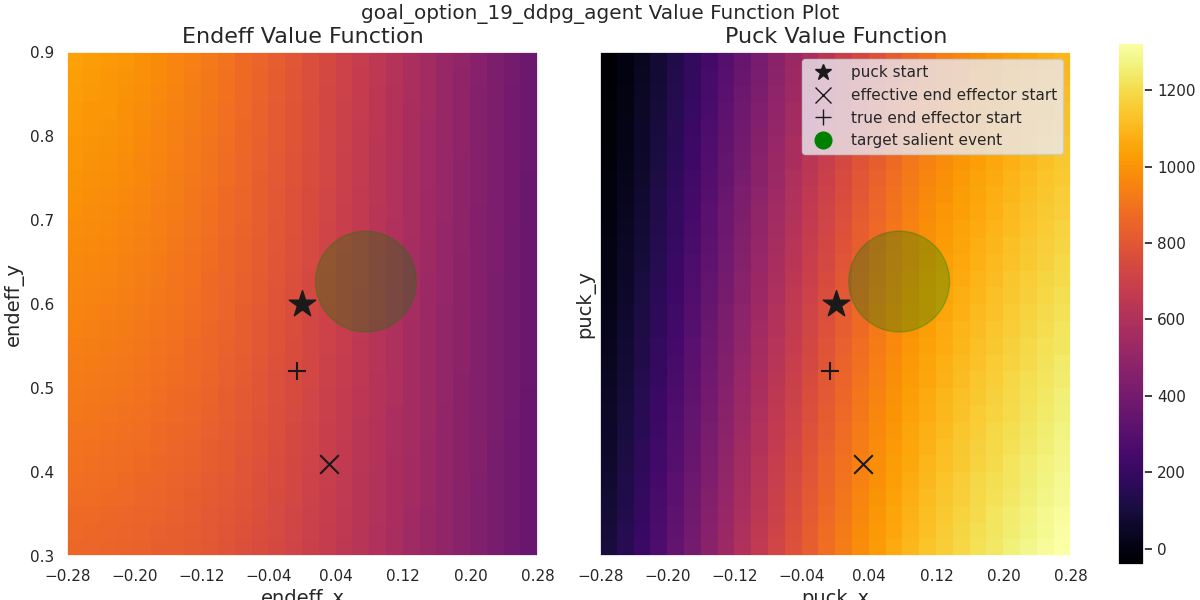 goal_option_19_ddpg_agent Value Function Plot
Endeff Value Function
Puck Value Function
0.9
0.8
0.7
0.6
0.5
0.4
0.3
endeff_y
−0.28 −0.20 −0.12 −0.04 0.04 0.12 0.20 0.28
endeff_x
puck start
effective end effector start
true end effector start
target salient event
puck_y
−0.28 −0.20 −0.12 −0.04 0.04 0.12 0.20 0.28
puck_x
1200
1000
800
600
400
200
0